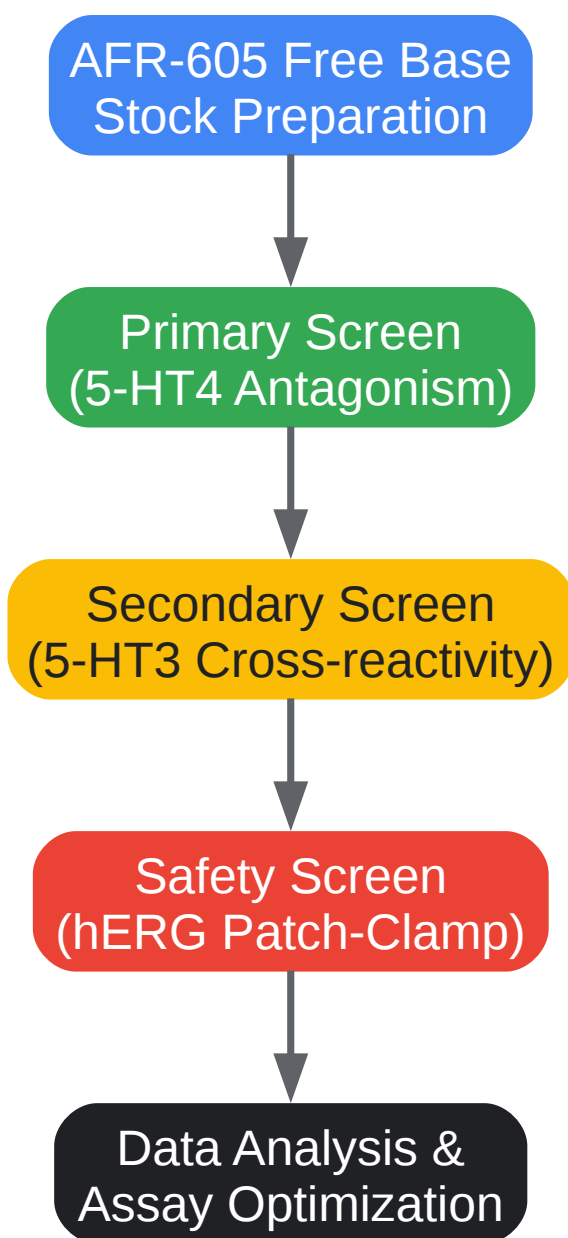 AFR-605 Free Base
Stock Preparation
Primary Screen
(5-HT4 Antagonism)
Secondary Screen
(5-HT3 Cross-reactivity)
Safety Screen
(hERG Patch-Clamp)
Data Analysis &
Assay Optimization